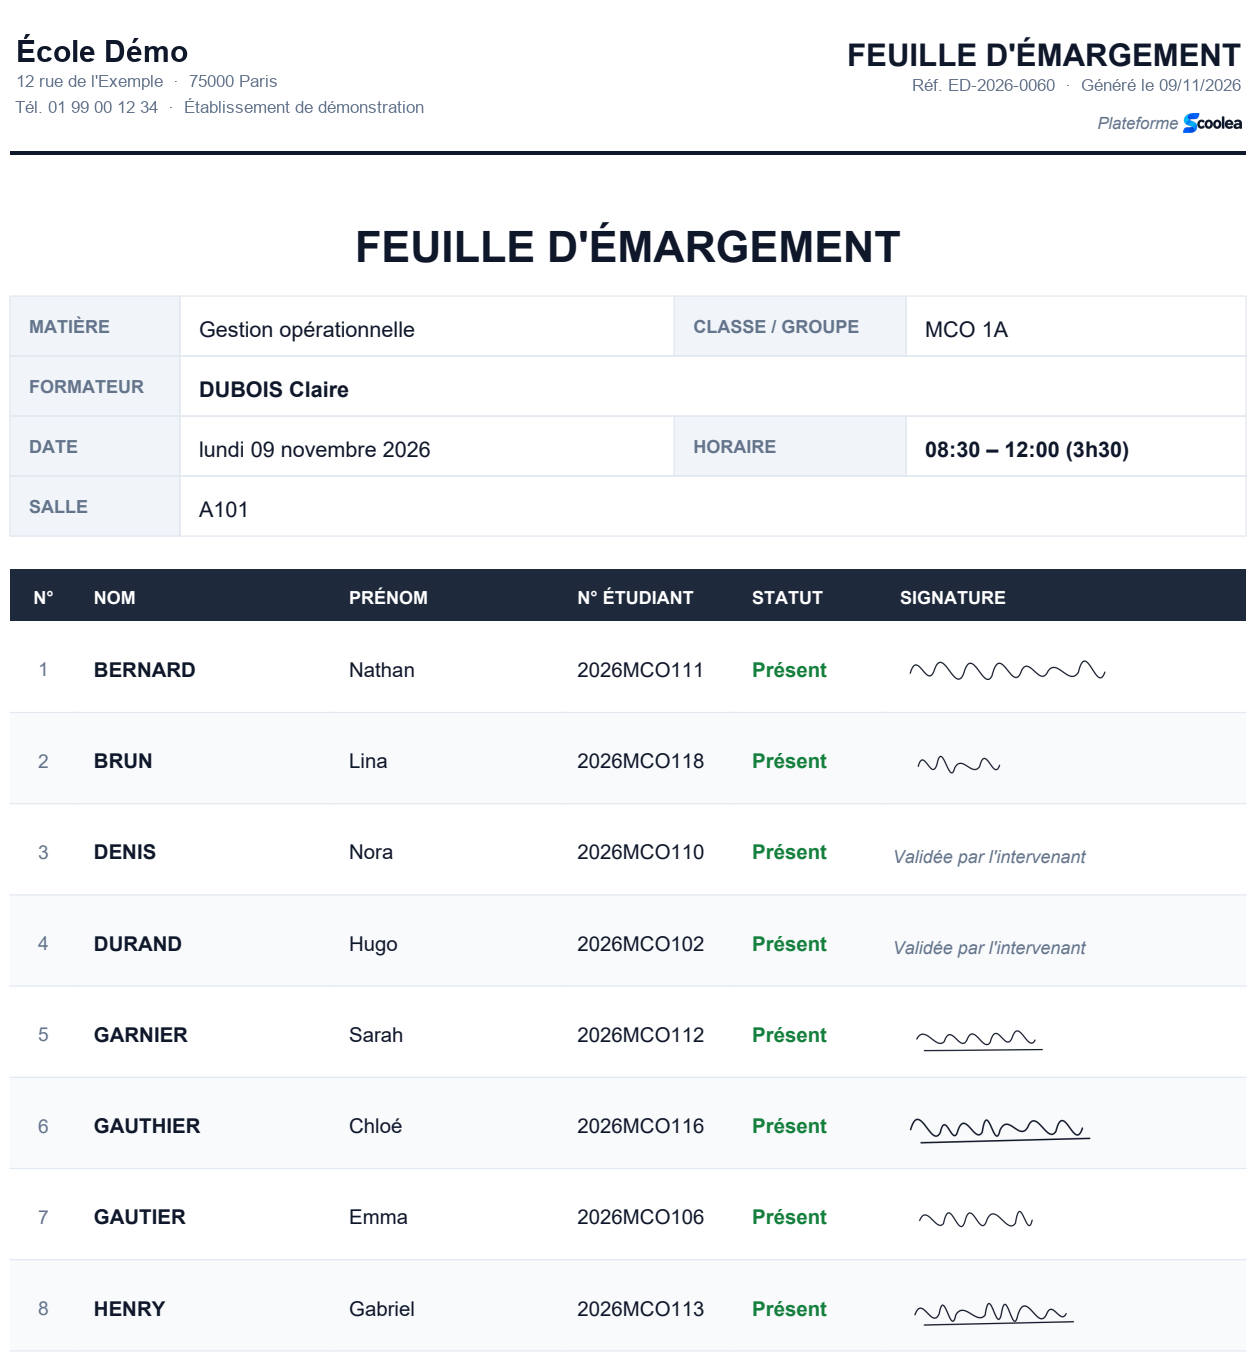 École Démo
12 rue de l'Exemple · 75000 Paris
Tél. 01 99 00 12 34 · Établissement de démonstration
FEUILLE D'ÉMARGEMENT
Réf. ED-2026-0060 · Généré le 09/11/2026
Plateforme Scoolea
FEUILLE D'ÉMARGEMENT
MATIÈRE Gestion opérationnelle CLASSE / GROUPE MCO 1A
FORMATEUR DUBOIS Claire
DATE lundi 09 novembre 2026 HORAIRE 08:30 – 12:00 (3h30)
SALLE A101
N° NOM PRÉNOM N° ÉTUDIANT STATUT SIGNATURE
1 BERNARD Nathan 2026MCO111 Présent
2 BRUN Lina 2026MCO118 Présent
3 DENIS Nora 2026MCO110 Présent Validée par l'intervenant
4 DURAND Hugo 2026MCO102 Présent Validée par l'intervenant
5 GARNIER Sarah 2026MCO112 Présent
6 GAUTHIER Chloé 2026MCO116 Présent
7 GAUTIER Emma 2026MCO106 Présent
8 HENRY Gabriel 2026MCO113 Présent